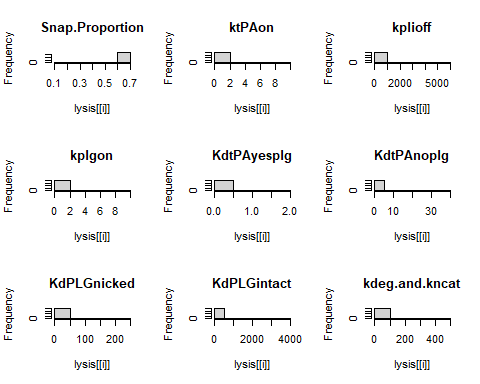 Snap.Proportion
Frequency
0
0.1 0.3 0.5 0.7
lysis[[i]]
ktPAon
Frequency
0
0 2 4 6 8
lysis[[i]]
kplioff
Frequency
0
0 2000 5000
lysis[[i]]
kplgon
Frequency
0
0 2 4 6 8
lysis[[i]]
KdtPAyesplg
Frequency
0
0.0 1.0 2.0
lysis[[i]]
KdtPAnoplg
Frequency
0
0 10 30
lysis[[i]]
KdPLGnicked
Frequency
0
0 100 200
lysis[[i]]
KdPLGintact
Frequency
0
0 2000 4000
lysis[[i]]
kdeg.and.kncat
Frequency
0
0 200 400
lysis[[i]]